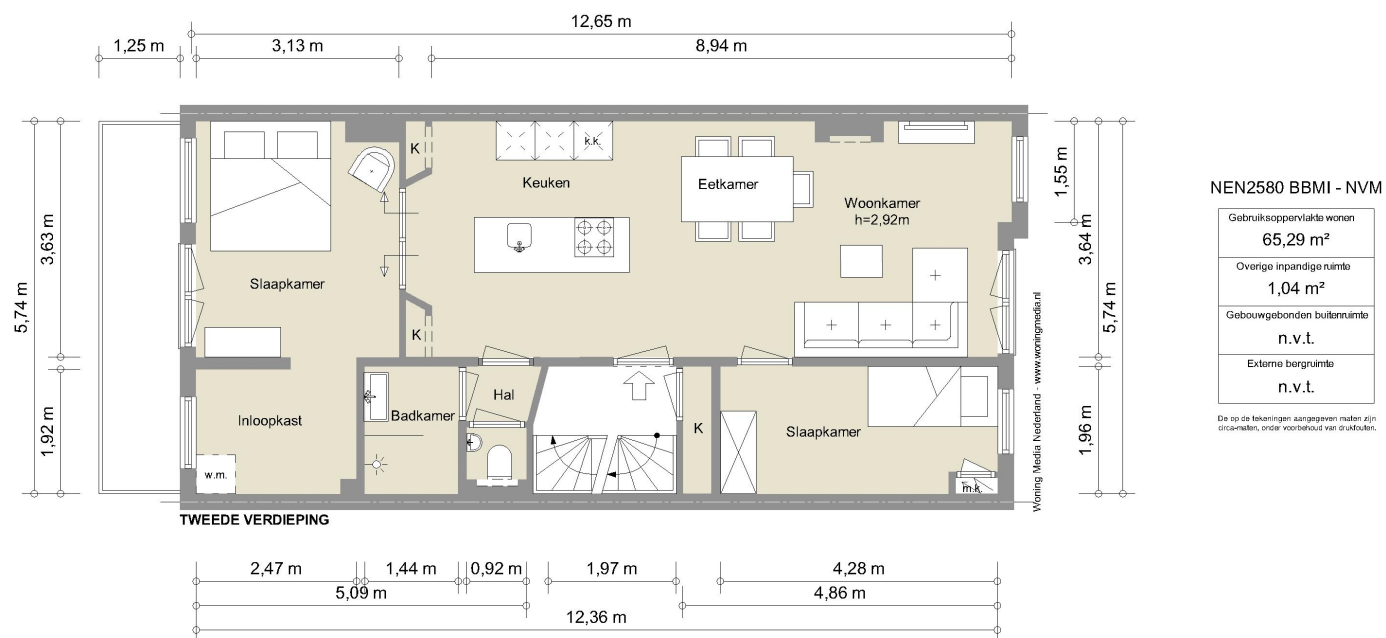 12,65 m
1,25 m
3,13 m
8,94 m
5,74 m
3,63 m
1,92 m
K
k.k.
Keuken
Eetkamer
Woonkamer
h=2,92m
Slaapkamer
K
Inloopkast
w.m.
Badkamer
Hal
K
Slaapkamer
m.k.
TWEEDE VERDIEPING
1,55 m
3,64 m
5,74 m
1,96 m
Woning Media Nederland - www.woningmedia.nl
NEN2580 BBMI - NVM
Gebruiksoppervlakte wonen
65,29 m²
Overige inpandige ruimte
1,04 m²
Gebouwgebonden buitenruimte
n.v.t.
Externe bergruimte
n.v.t.
De op de tekeningen aangegeven maten zijn
circa-maten, onder voorbehoud van drukfouten.
2,47 m
1,44 m
0,92 m
1,97 m
4,28 m
5,09 m
4,86 m
12,36 m